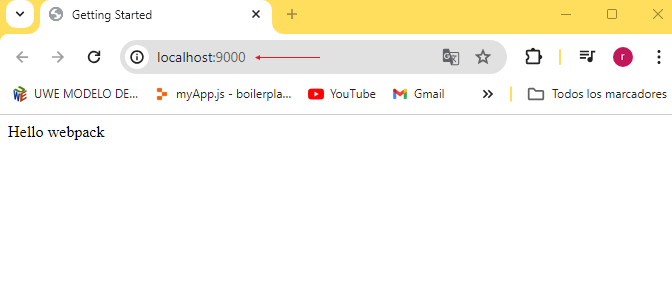 Getting Started
localhost:9000
r
UWE MODELO DE...
myApp.js - boilerpla...
YouTube
Gmail
Todos los marcadores
Hello webpack